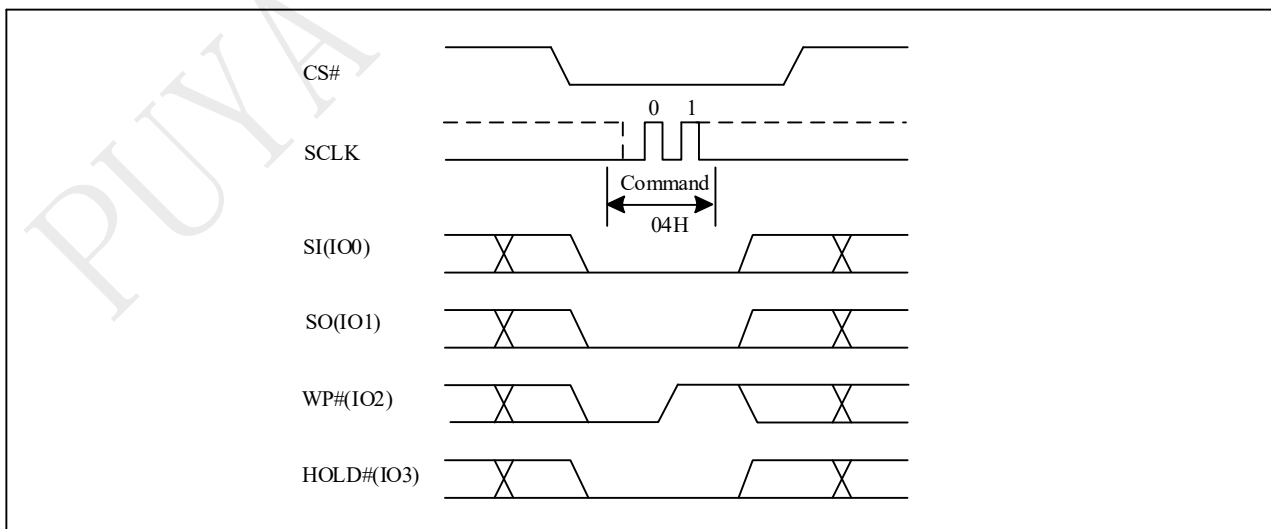 PUYA
CS#
0 1
SCLK
Command
04H
SI(IO0)
SO(IO1)
WP#(IO2)
HOLD#(IO3)